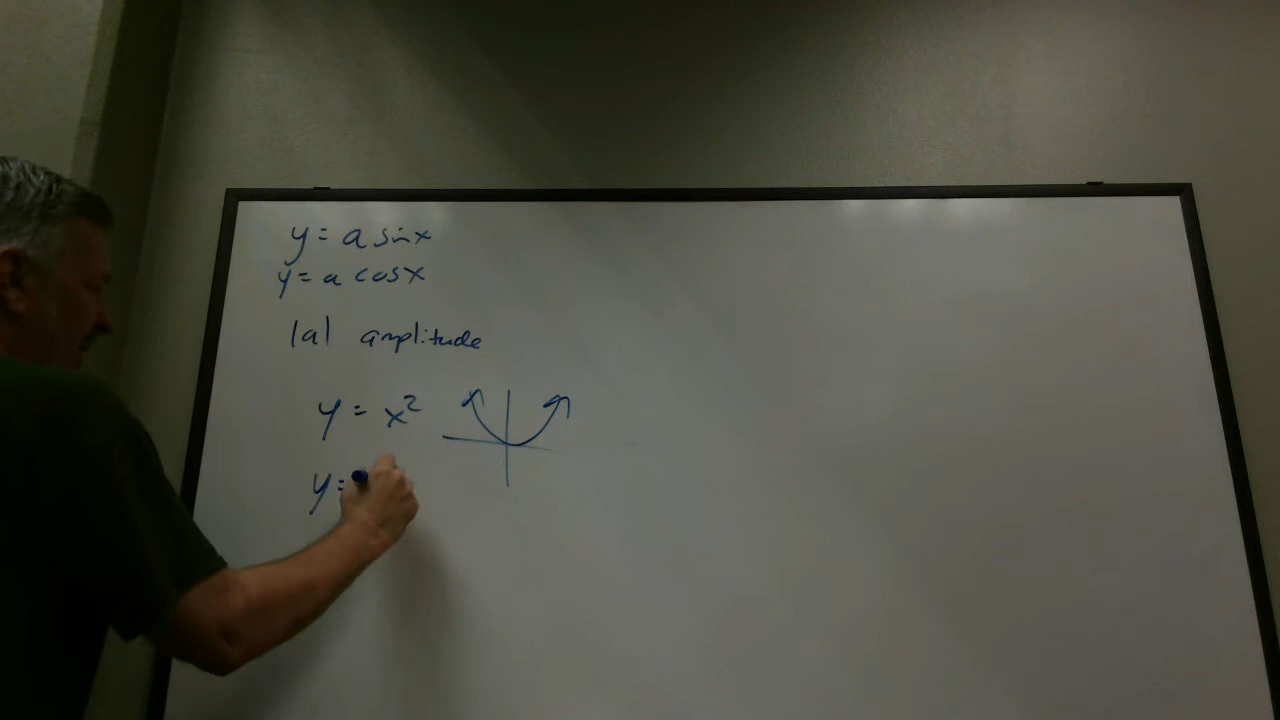 y = a sin x
y = a cos x
|a| amplitude
y = x²
y =